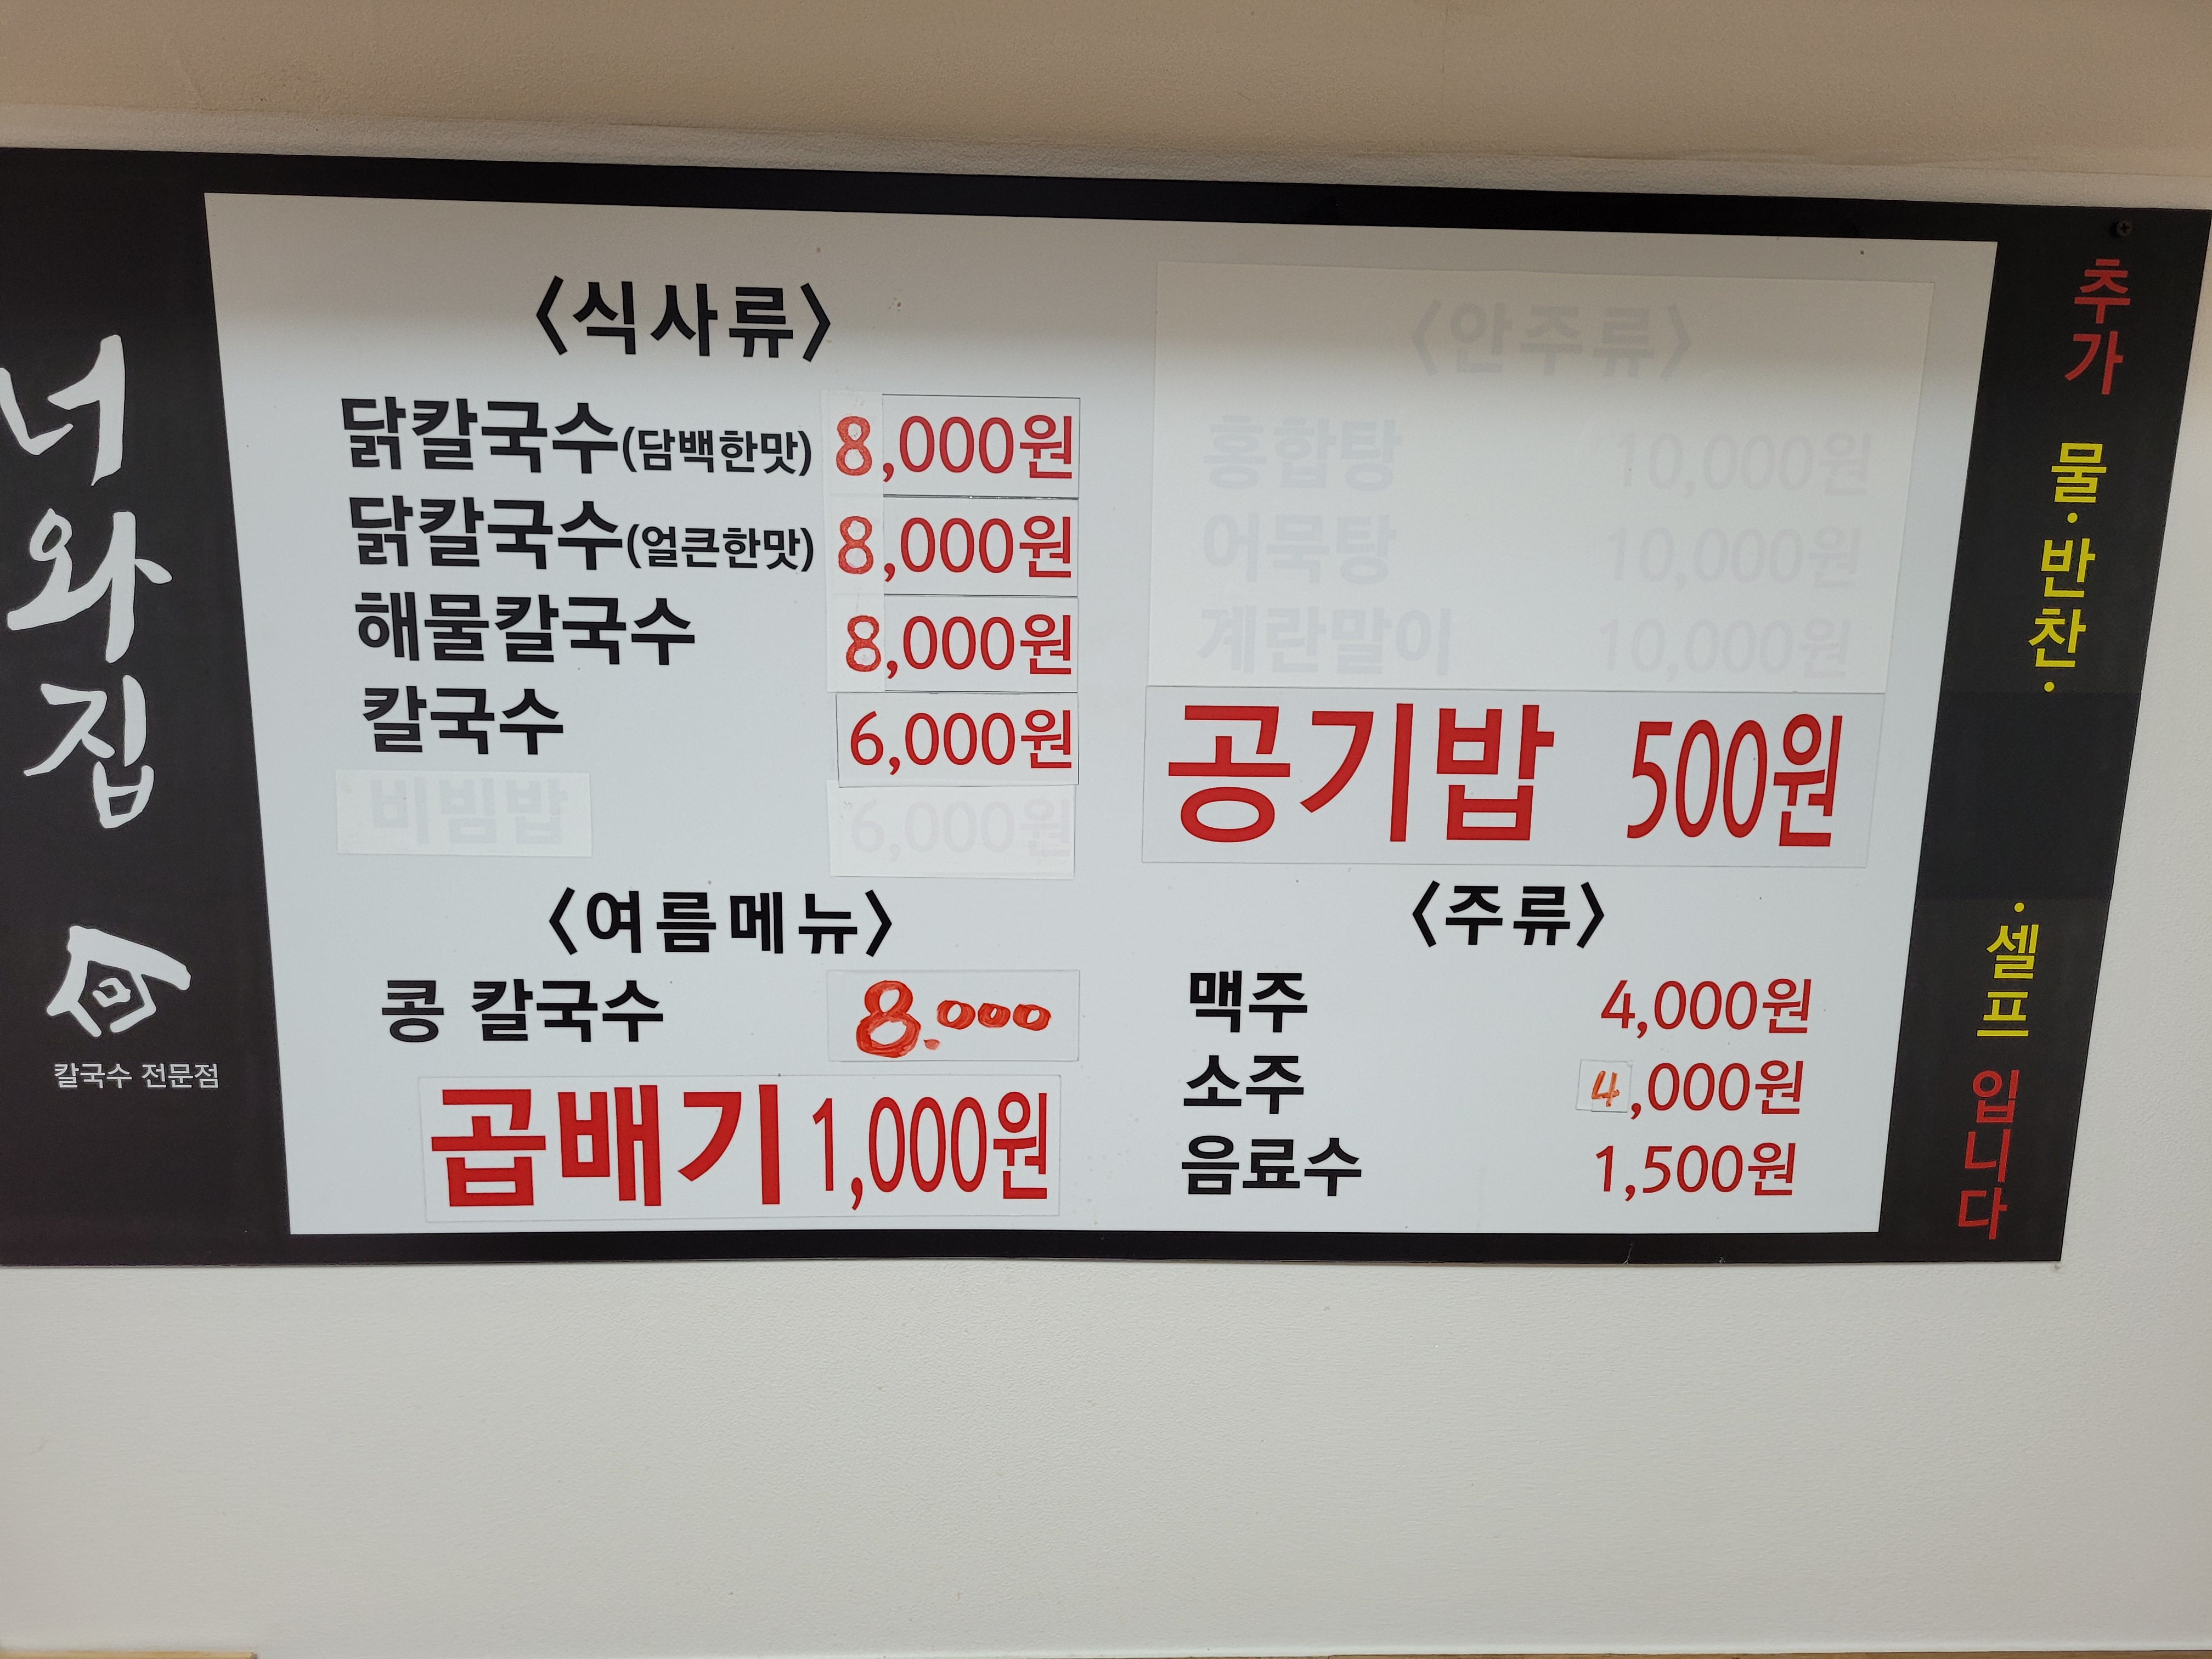 너와집
칼국수 전문점
<식사류>
닭칼국수(담백한맛) 8,000원
닭칼국수(얼큰한맛) 8,000원
해물칼국수 8,000원
칼국수 6,000원
비빔밥 6,000원
<여름메뉴>
콩 칼국수 8.000
곱배기 1,000원
<안주류>
홍합탕 10,000원
어묵탕 10,000원
계란말이 10,000원
공기밥 500원
<주류>
맥주 4,000원
소주 4,000원
음료수 1,500원
추가 물·반찬· ·셀프 입니다